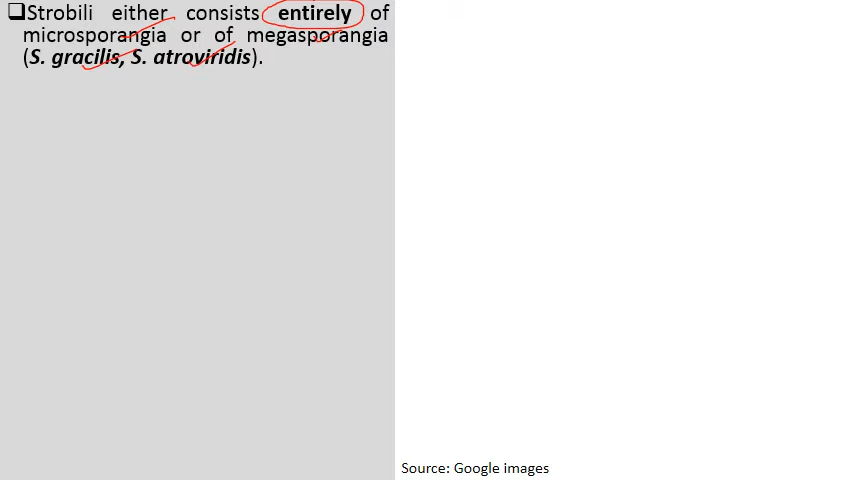 ❑Strobili either consists entirely of
microsporangia or of megasporangia
(S. gracilis, S. atroviridis).
Source: Google images